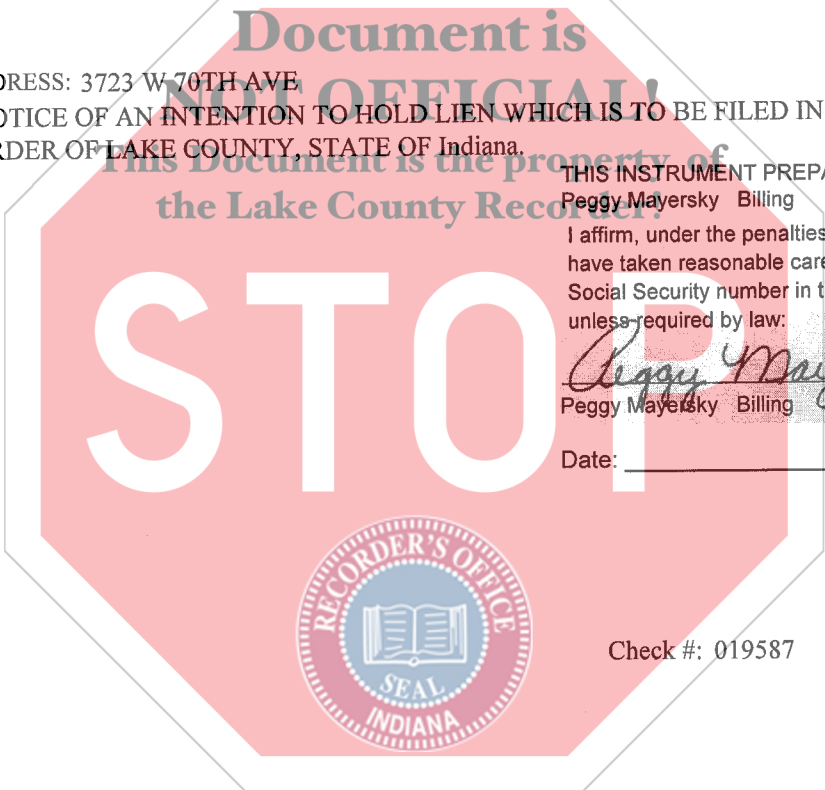 Document is
DRESS: 3723 W 70TH AVE
NOT OFFICIAL!
OTICE OF AN INTENTION TO HOLD LIEN WHICH IS TO BE FILED IN
RDER OF LAKE COUNTY, STATE OF Indiana.
This Document is the property of
the Lake County Recorder!
THIS INSTRUMENT PREPA
Peggy Mayersky Billing
I affirm, under the penalties
have taken reasonable care
Social Security number in t
unless required by law:
Peggy May
Peggy Mayersky Billing
Date:
STOP
RECORDER'S OFFICE
SEAL
INDIANA
Check #: 019587